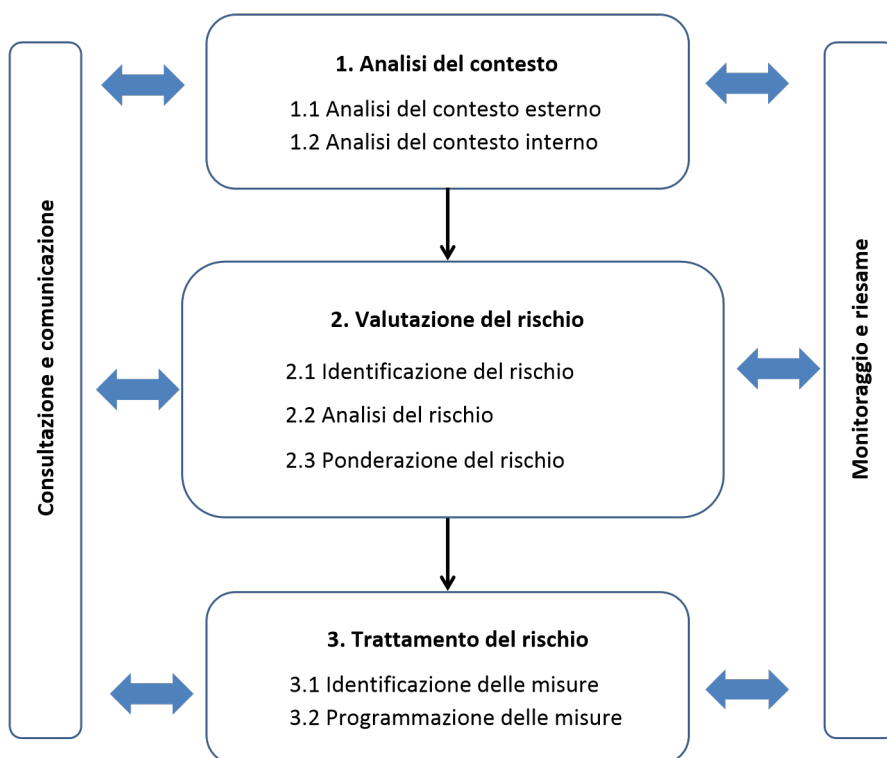 Consultazione e comunicazione
1. Analisi del contesto
1.1 Analisi del contesto esterno
1.2 Analisi del contesto interno
2. Valutazione del rischio
2.1 Identificazione del rischio
2.2 Analisi del rischio
2.3 Ponderazione del rischio
3. Trattamento del rischio
3.1 Identificazione delle misure
3.2 Programmazione delle misure
Monitoraggio e riesame